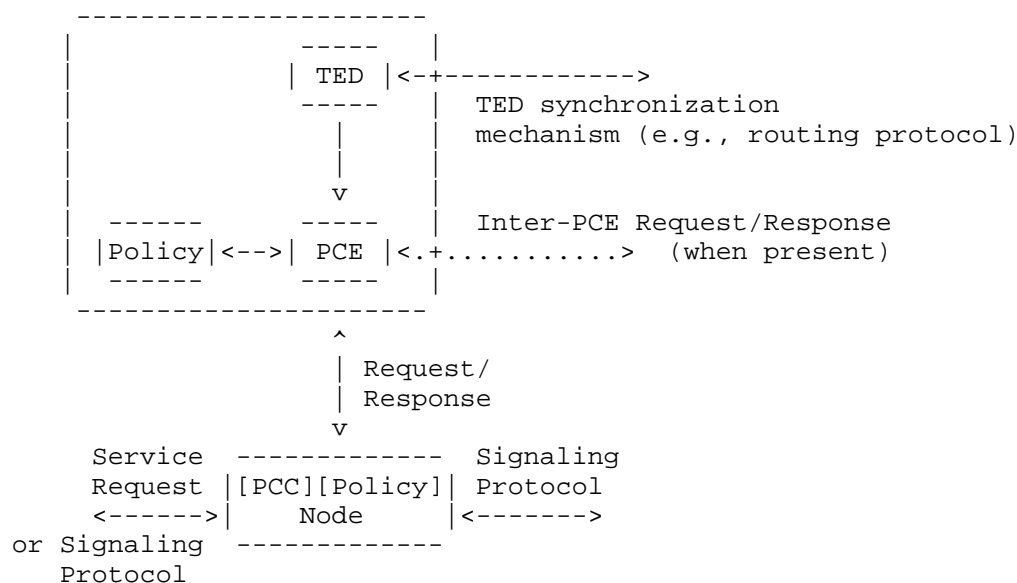 ----------------------
|              -----   |
|             | TED |<-+------------->
|              -----   |  TED synchronization
|                |     |  mechanism (e.g., routing protocol)
|                |     |
|                v     |
|  ------      -----   |  Inter-PCE Request/Response
| |Policy|<-->| PCE |<.+...........>  (when present)
|  ------      -----   |
 ----------------------
                 ^
                 | Request/
                 | Response
                 v
  Service  -------------  Signaling
  Request |[PCC][Policy]| Protocol
  <------>|    Node     |<------->
or Signaling  -------------
   Protocol